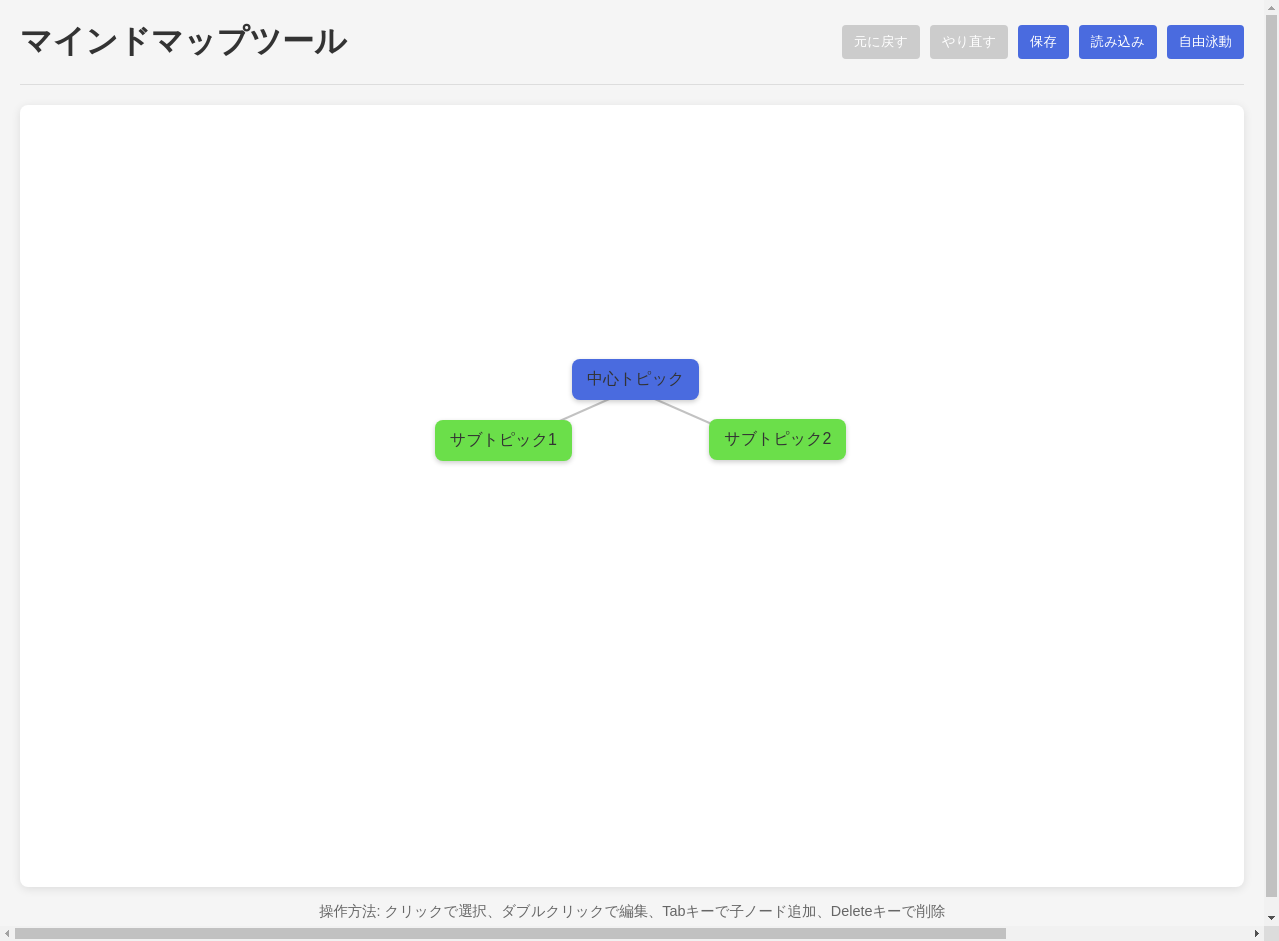 マインドマップツール
元に戻す
やり直す
保存
読み込み
自由泳動
中心トピック
サブトピック1
サブトピック2
操作方法: クリックで選択、ダブルクリックで編集、Tabキーで子ノード追加、Deleteキーで削除